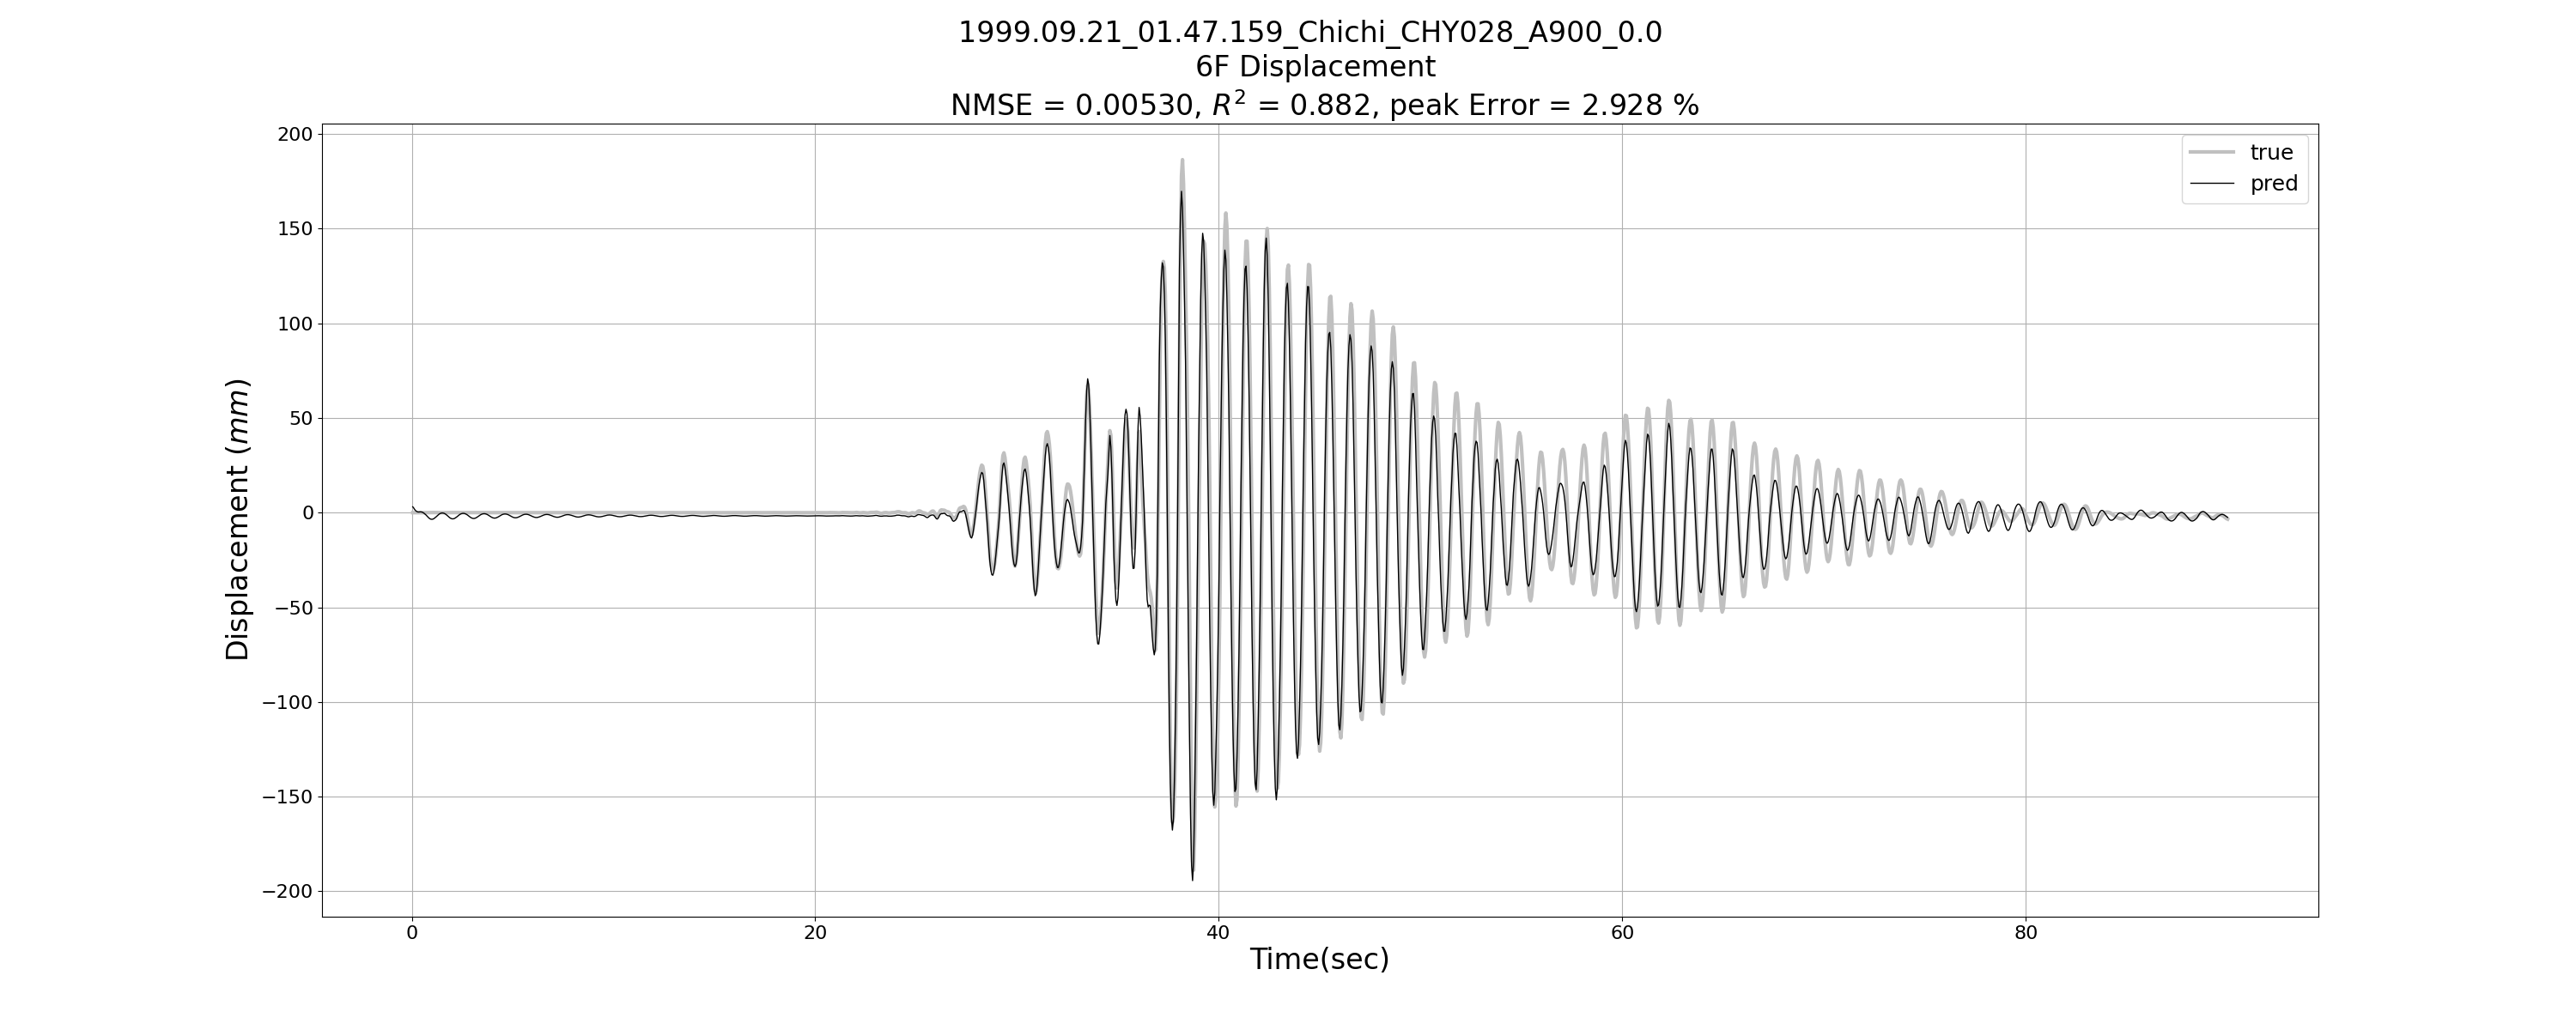 1999.09.21_01.47.159_Chichi_CHY028_A900_0.0
6F Displacement
NMSE = 0.00530, R² = 0.882, peak Error = 2.928 %
true
pred
200
150
100
50
0
−50
−100
−150
−200
Displacement (mm)
0 20 40 60 80
Time(sec)